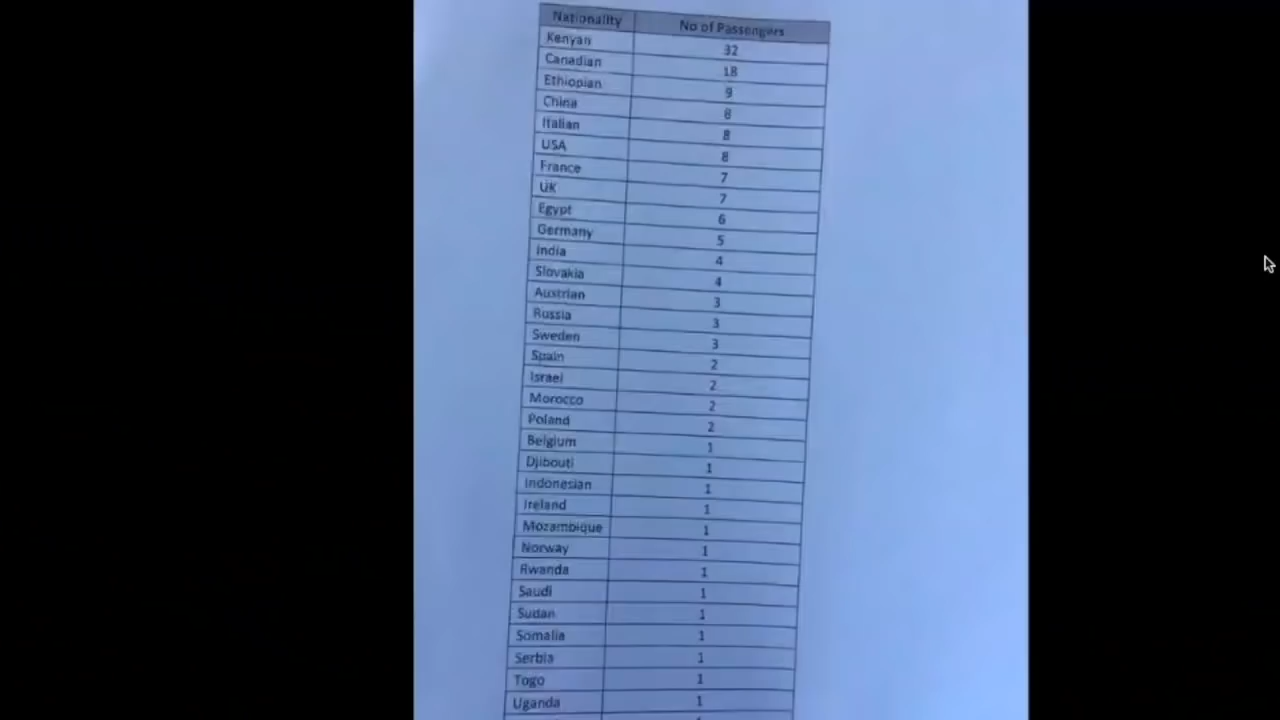 Nationality No of Passengers
Kenyan 32
Canadian 18
Ethiopian 9
China 8
Italian 8
USA 8
France 7
UK 7
Egypt 6
Germany 5
India 4
Slovakia 4
Austrian 3
Russia 3
Sweden 3
Spain 2
Israel 2
Morocco 2
Poland 2
Belgium 1
Djibouti 1
Indonesian 1
Ireland 1
Mozambique 1
Norway 1
Rwanda 1
Saudi 1
Sudan 1
Somalia 1
Serbia 1
Togo 1
Uganda 1